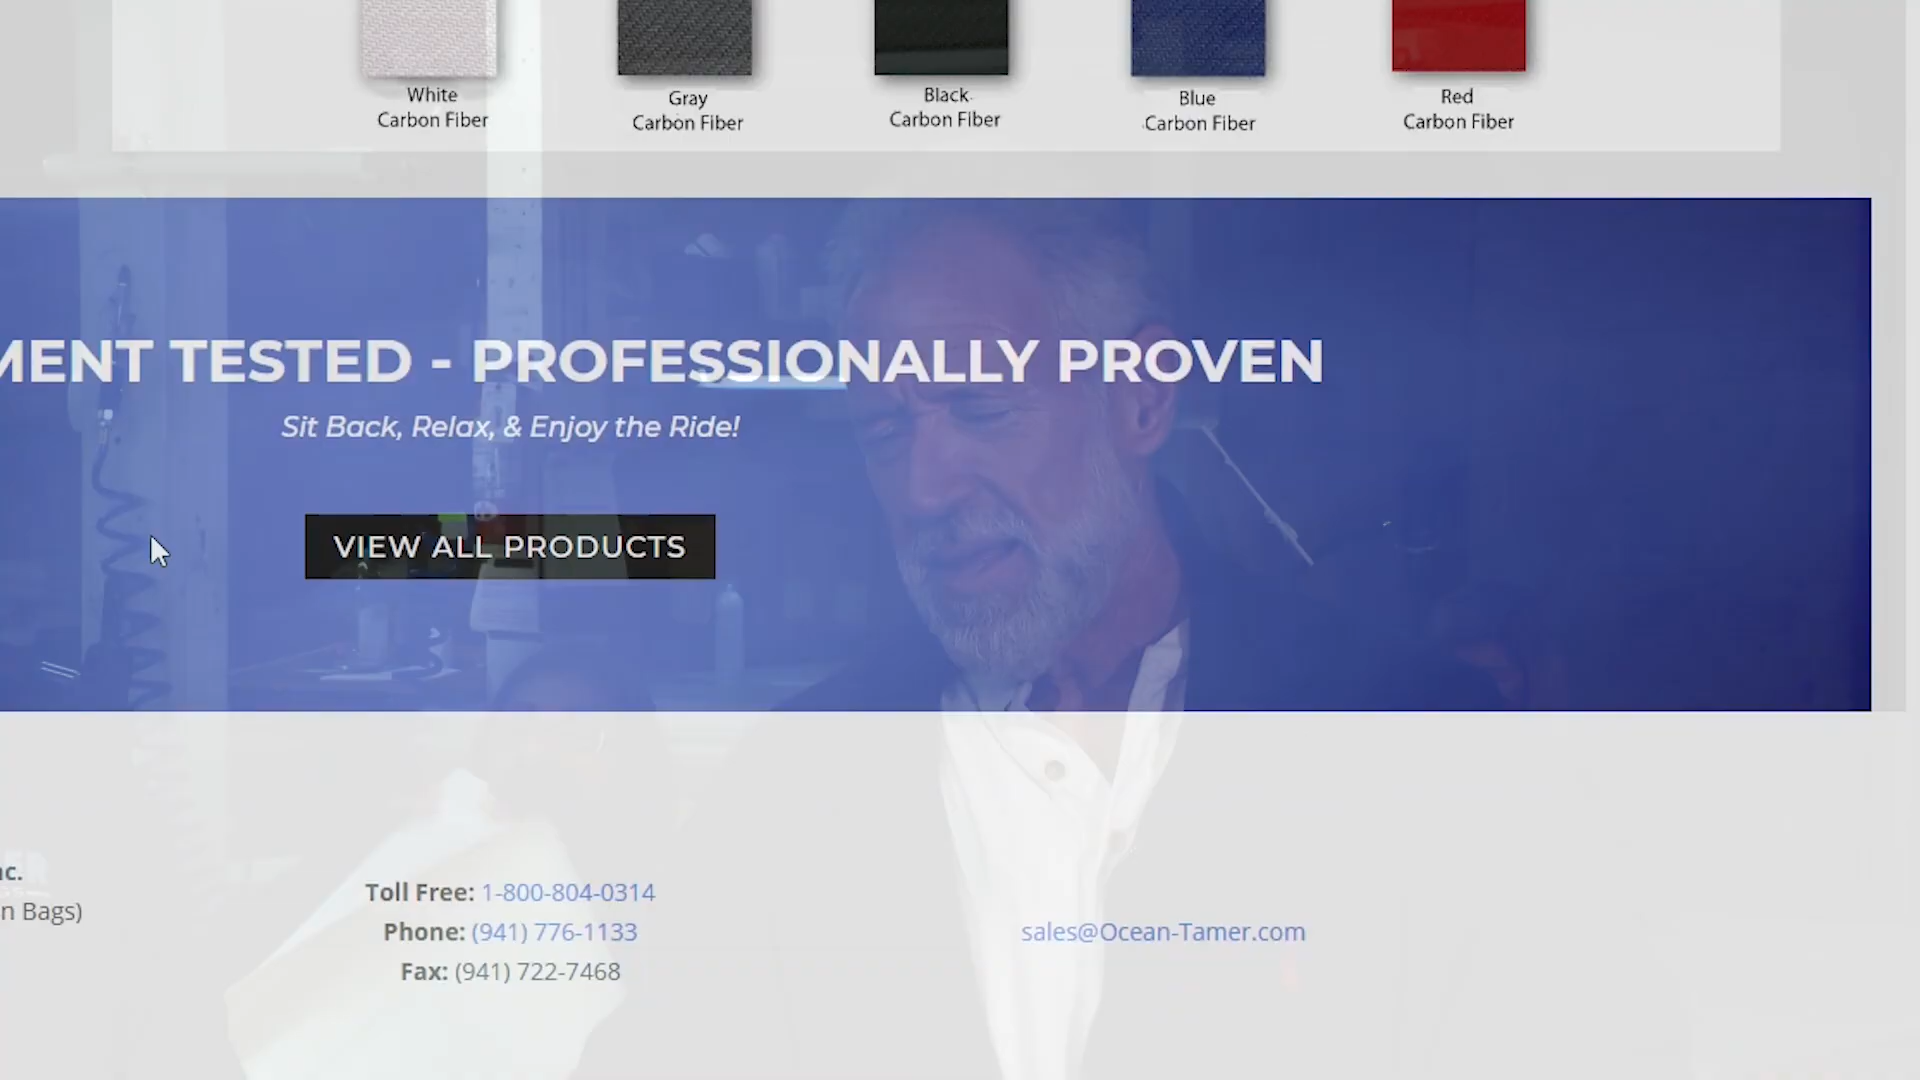 White
Carbon Fiber
Gray
Carbon Fiber
Black
Carbon Fiber
Blue
Carbon Fiber
Red
Carbon Fiber
MENT TESTED - PROFESSIONALLY PROVEN
Sit Back, Relax, & Enjoy the Ride!
VIEW ALL PRODUCTS
nc.
n Bags)
Toll Free: 1-800-804-0314
Phone: (941) 776-1133
Fax: (941) 722-7468
sales@Ocean-Tamer.com